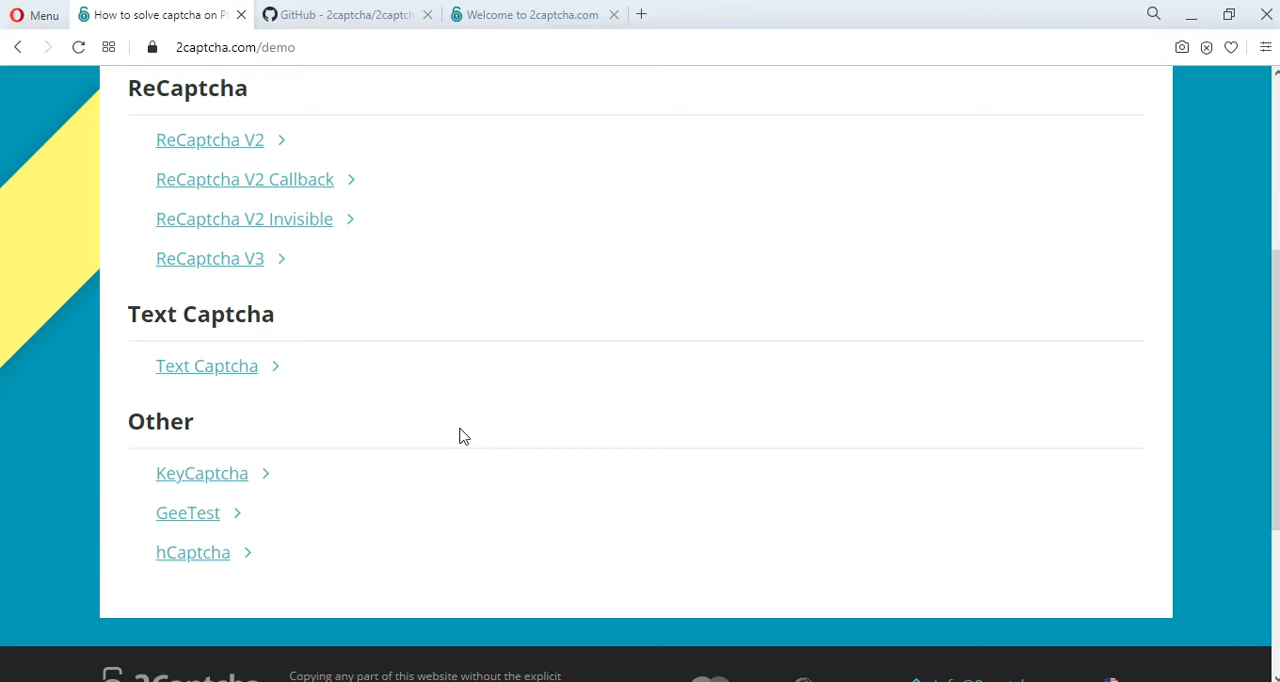 Menu
How to solve captcha on P
GitHub - 2captcha/2captch
Welcome to 2captcha.com
2captcha.com/demo
ReCaptcha
ReCaptcha V2
ReCaptcha V2 Callback
ReCaptcha V2 Invisible
ReCaptcha V3
Text Captcha
Text Captcha
Other
KeyCaptcha
GeeTest
hCaptcha
2Captcha
Copying any part of this website without the explicit